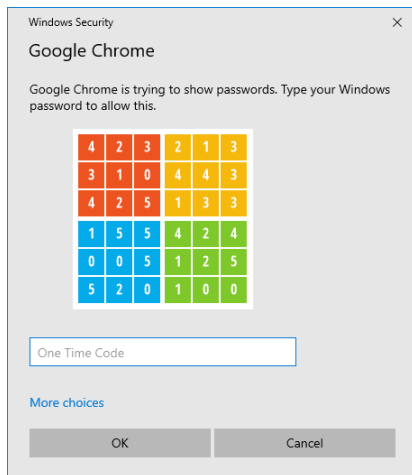 Windows Security
Google Chrome
Google Chrome is trying to show passwords. Type your Windows
password to allow this.
4 2 3 2 1 3
3 1 0 4 4 3
4 2 5 1 3 3
1 5 5 4 2 4
0 0 5 1 2 5
5 2 0 1 0 0
One Time Code
More choices
OK Cancel